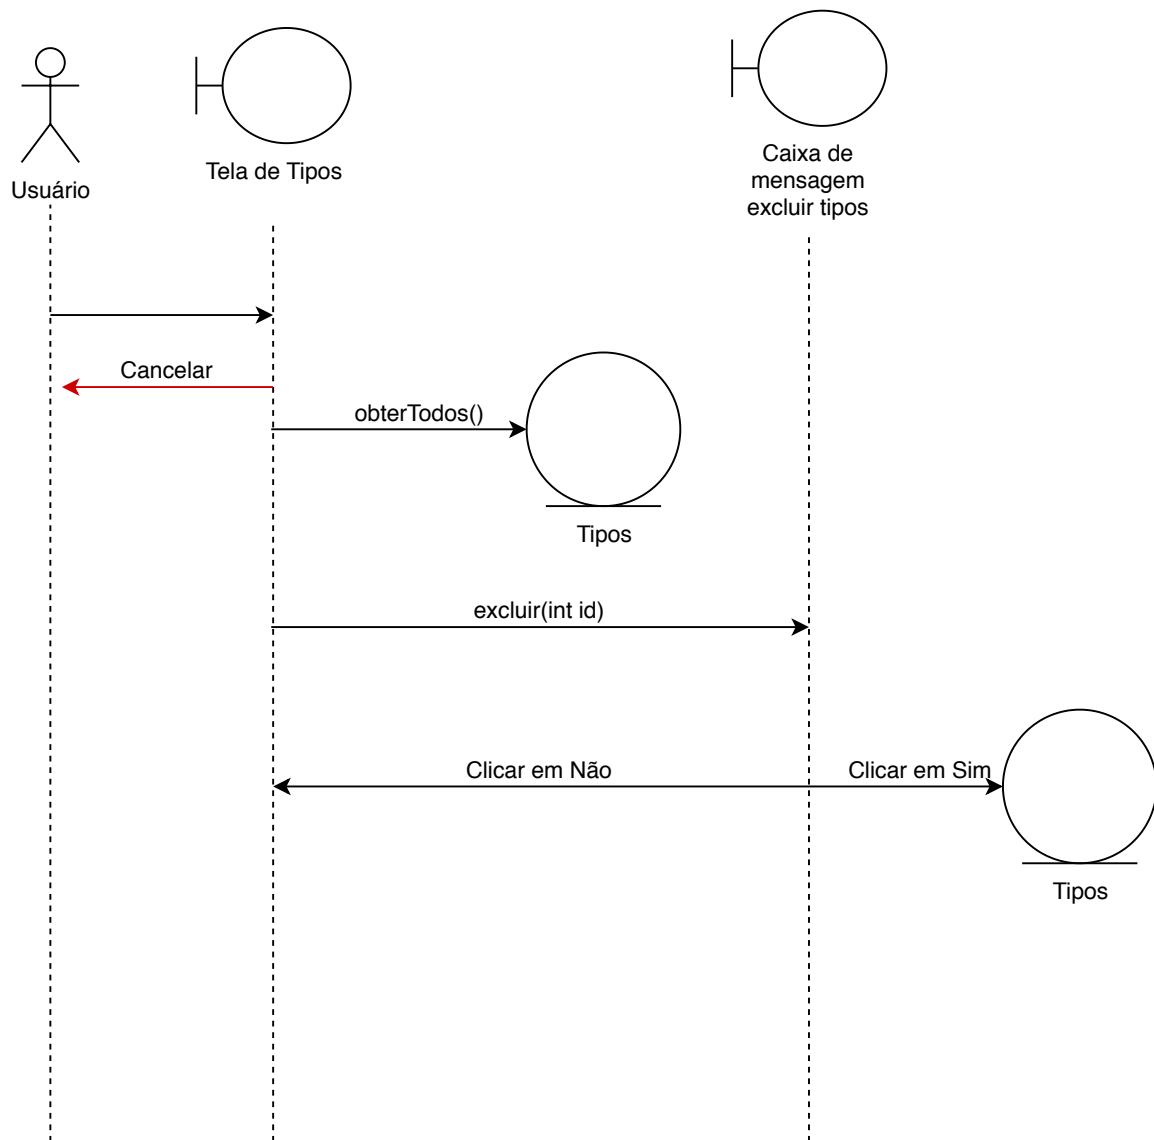 Usuário
Tela de Tipos
Caixa de
mensagem
excluir tipos
Cancelar
obterTodos()
Tipos
excluir(int id)
Clicar em Não
Clicar em Sim
Tipos